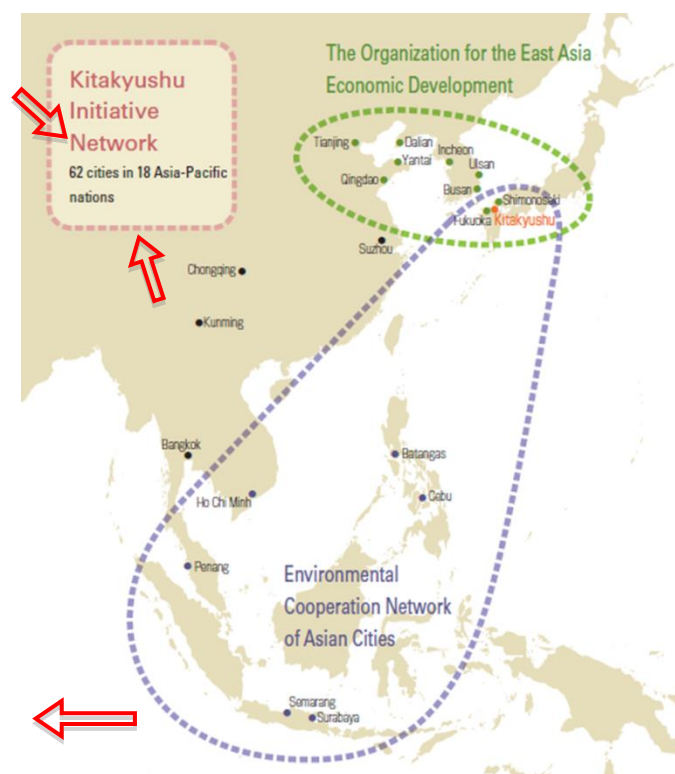 The Organization for the East Asia
Economic Development
Kitakyushu
Initiative
Network
62 cities in 18 Asia-Pacific
nations
Tianjing
Dalian
Yantai
Incheon
Ulsan
Qingdao
Busan
Shimonoseki
Fukuoka
Kitakyushu
Suzhou
Chongqing
Kunming
Bangkok
Batangas
Ho Chi Minh
Cabu
Penang
Environmental
Cooperation Network
of Asian Cities
Semarang
Surabaya